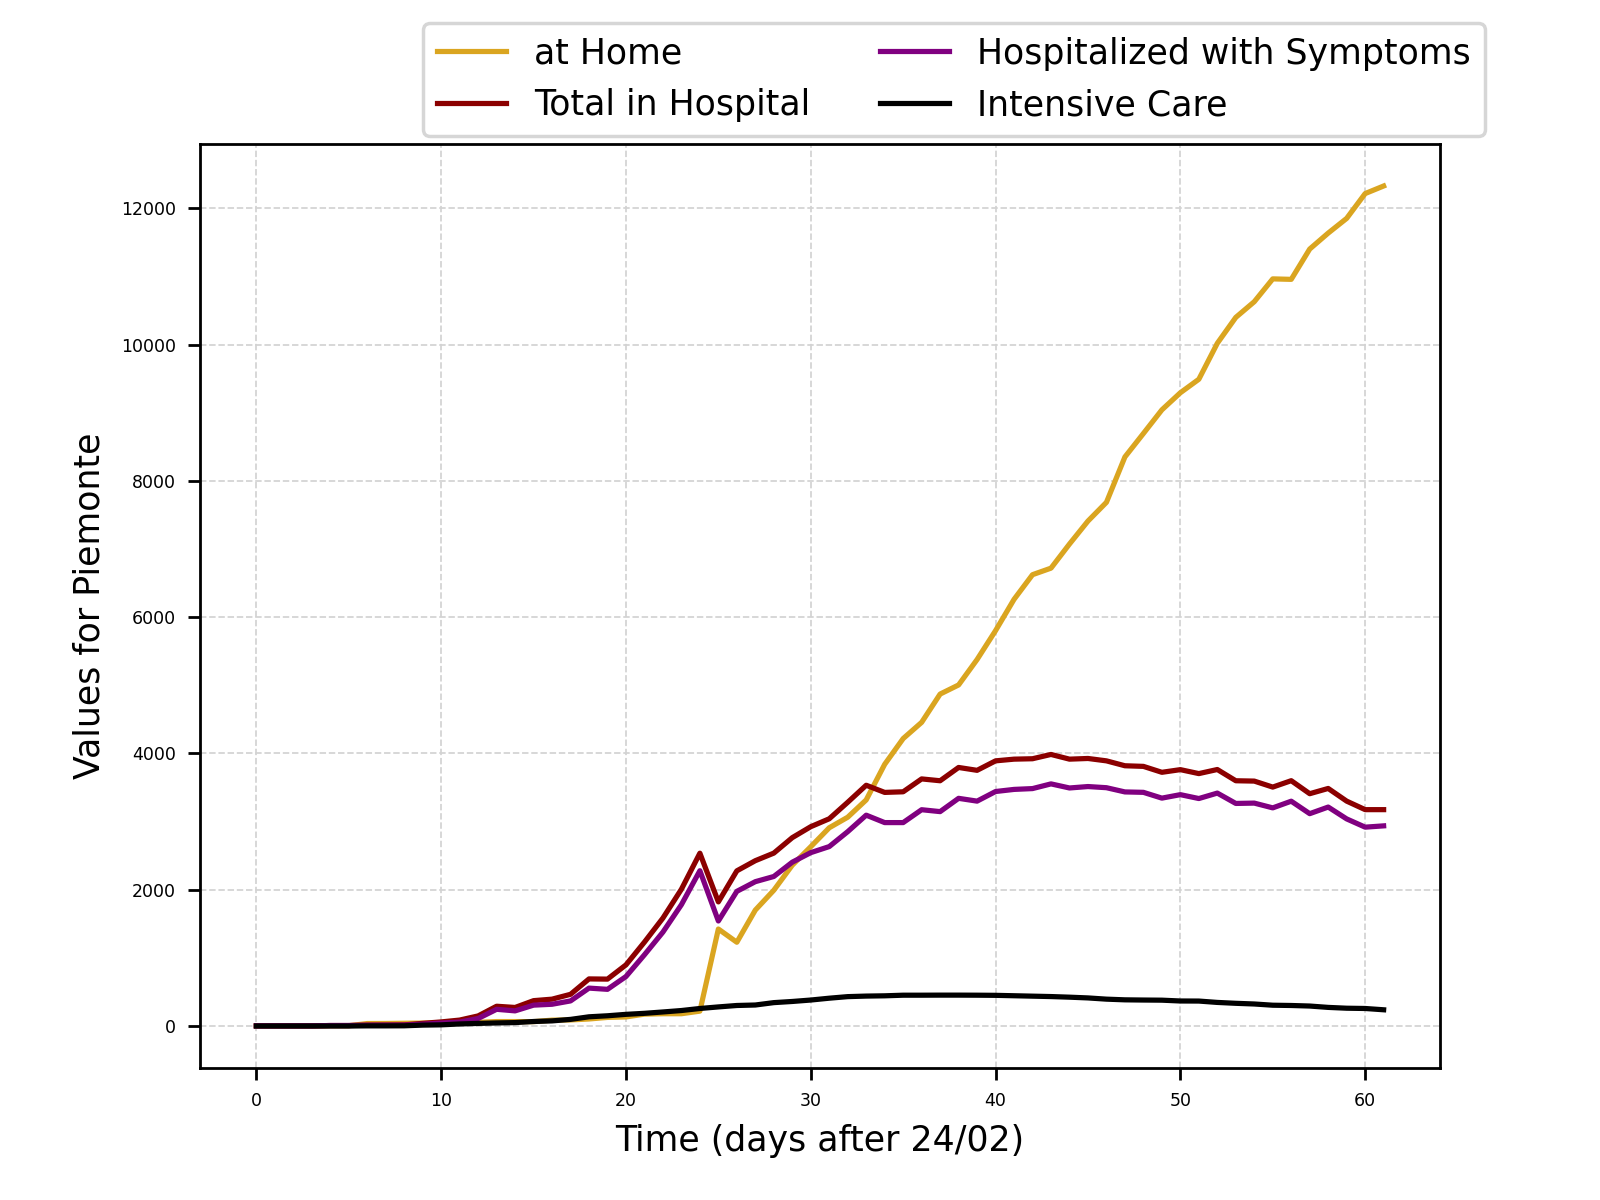 at Home
Total in Hospital
Hospitalized with Symptoms
Intensive Care
12000
10000
8000
6000
4000
2000
0
Values for Piemonte
0 10 20 30 40 50 60
Time (days after 24/02)